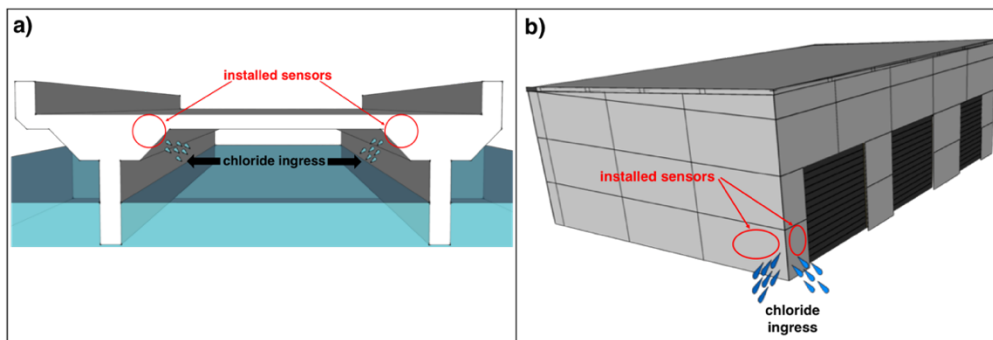 a)
installed sensors
chloride ingress
b)
installed sensors
chloride
ingress